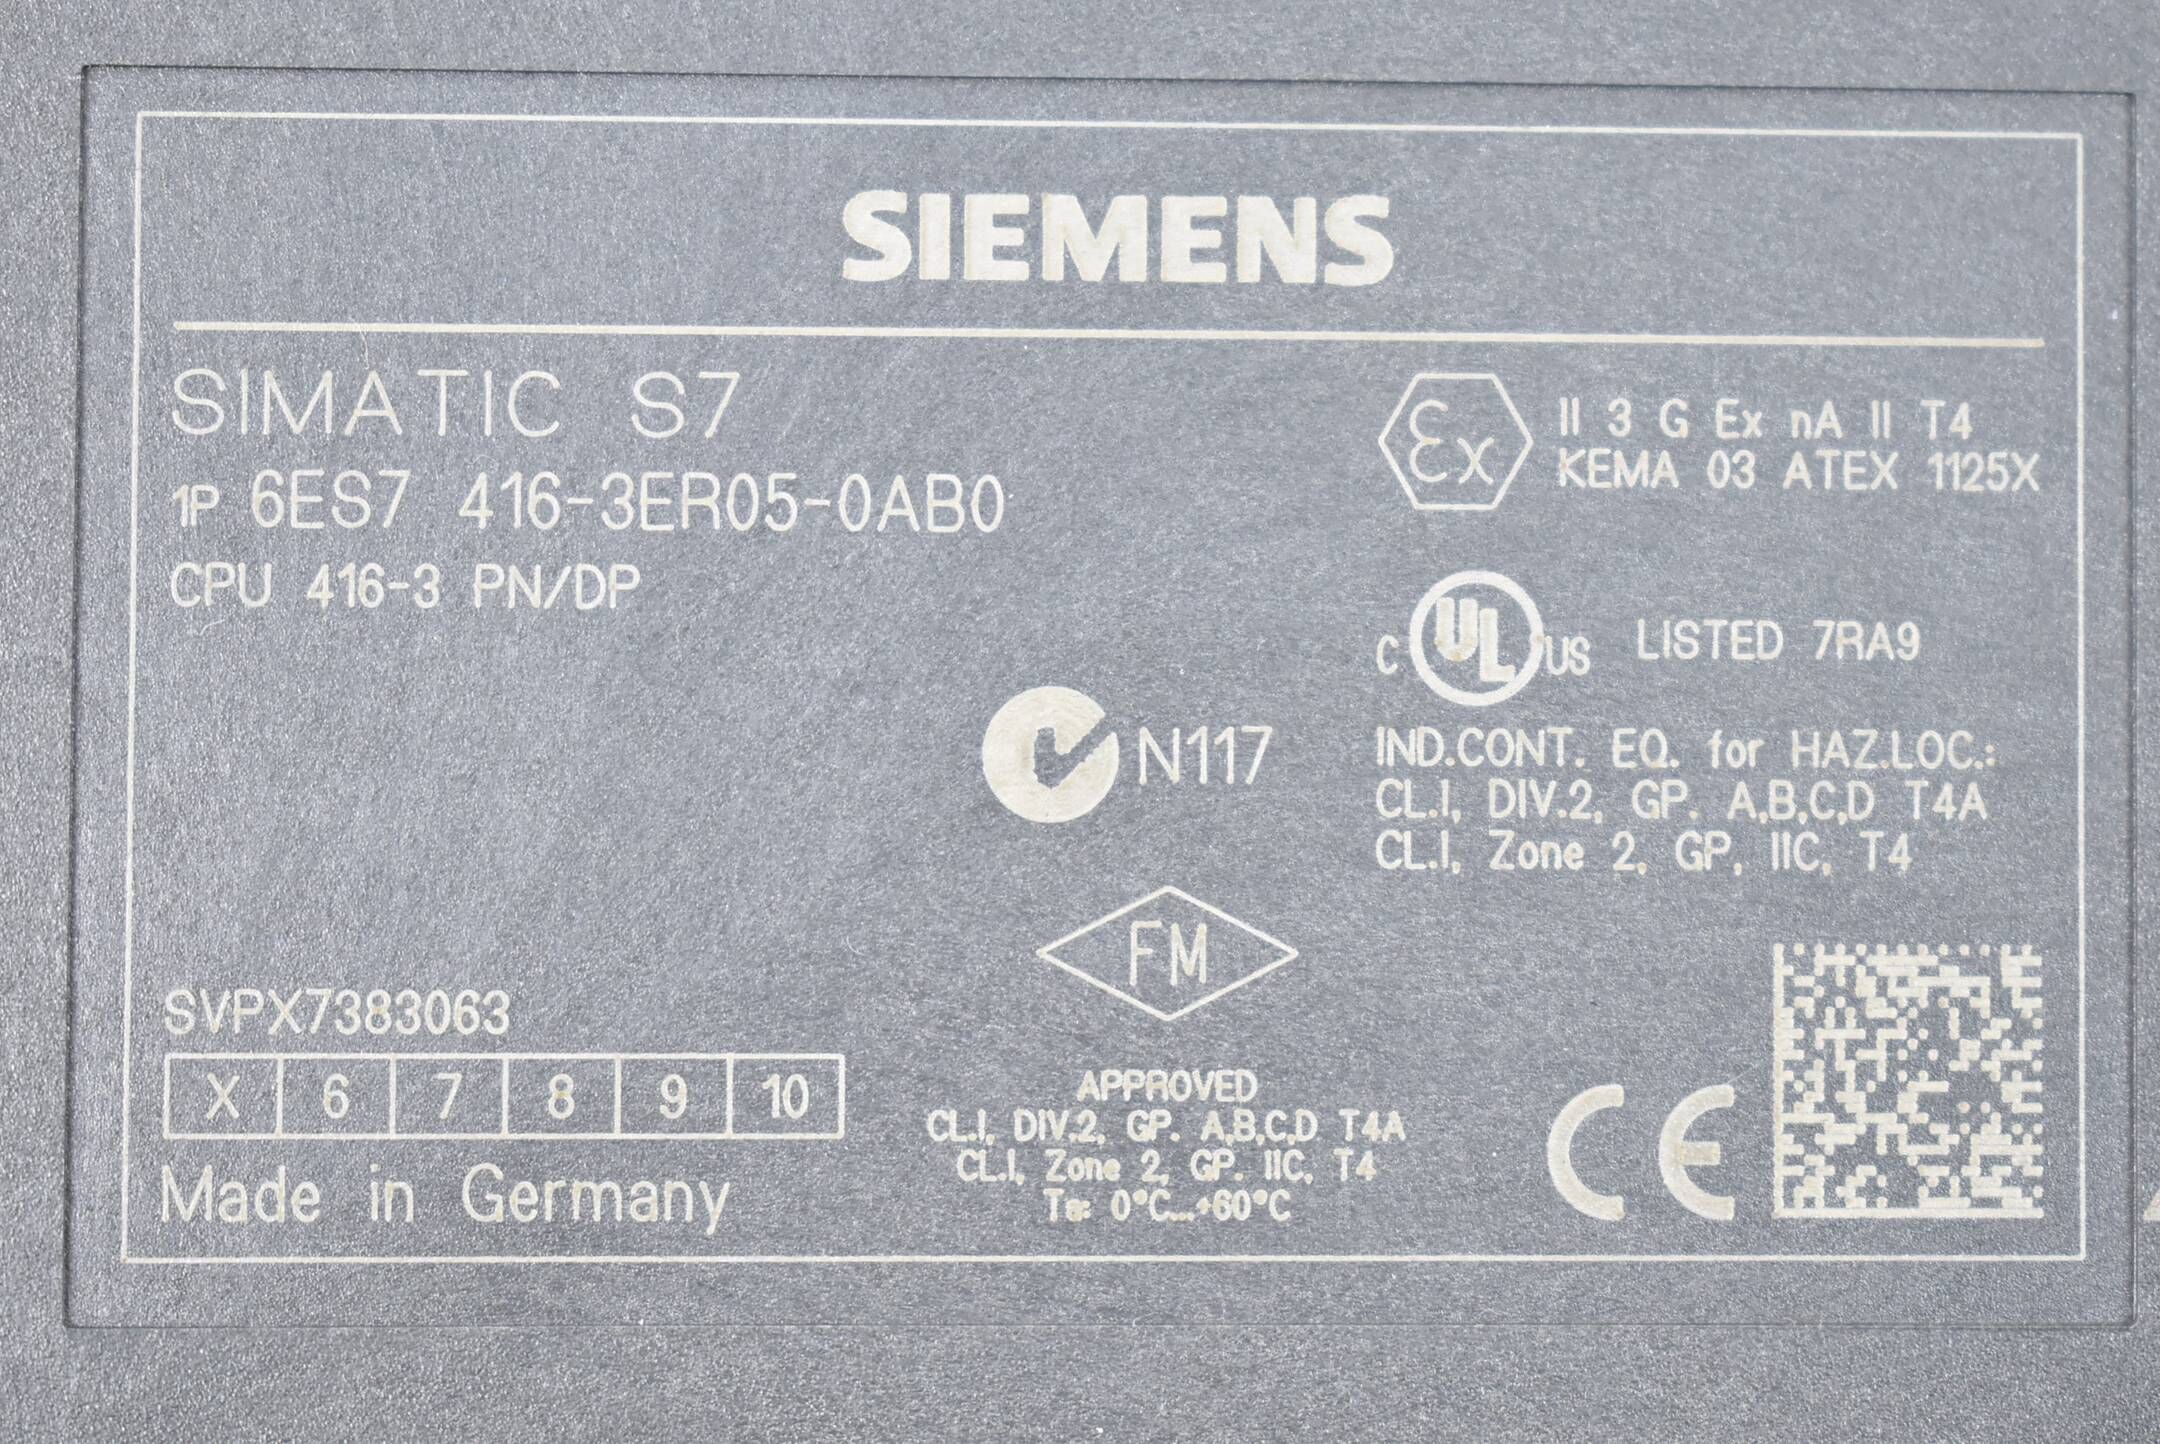 SIEMENS
SIMATIC S7
1P 6ES7 416-3ER05-0AB0
CPU 416-3 PN/DP
Ex II 3 G Ex nA II T4
KEMA 03 ATEX 1125X
C UL US LISTED 7RA9
N117
IND.CONT. EQ. for HAZ.LOC.:
CL.I, DIV.2, GP. A,B,C,D T4A
CL.I, Zone 2, GP, IIC, T4
FM
APPROVED
CL.I, DIV.2, GP. A,B,C,D T4A
CL.I, Zone 2, GP. IIC, T4
Ta: 0°C...+60°C
SVPX7383063
X 6 7 8 9 10
Made in Germany
CE